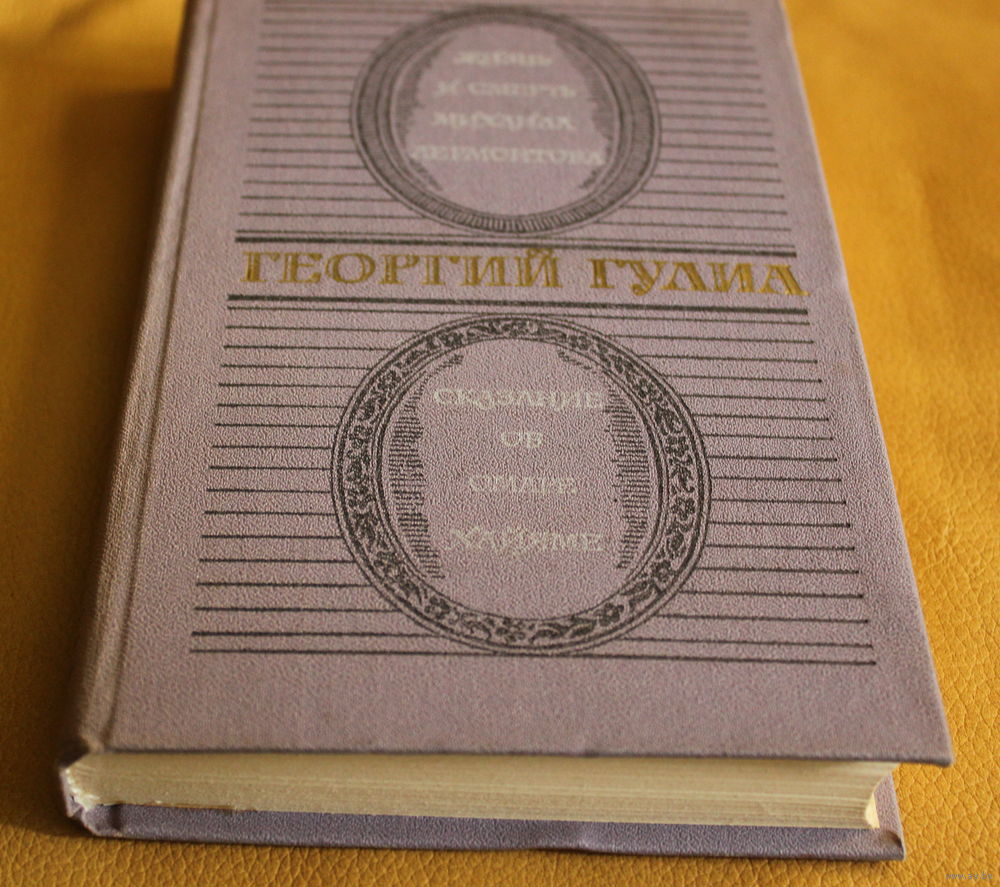 ЖИЗНЬ
И СМЕРТЬ
МИХАИЛА
ЛЕРМОНТОВА
ГЕОРГИЙ ГУЛИА
СКАЗАНИЕ
ОБ
ОМАРЕ
ХАЙЯМЕ